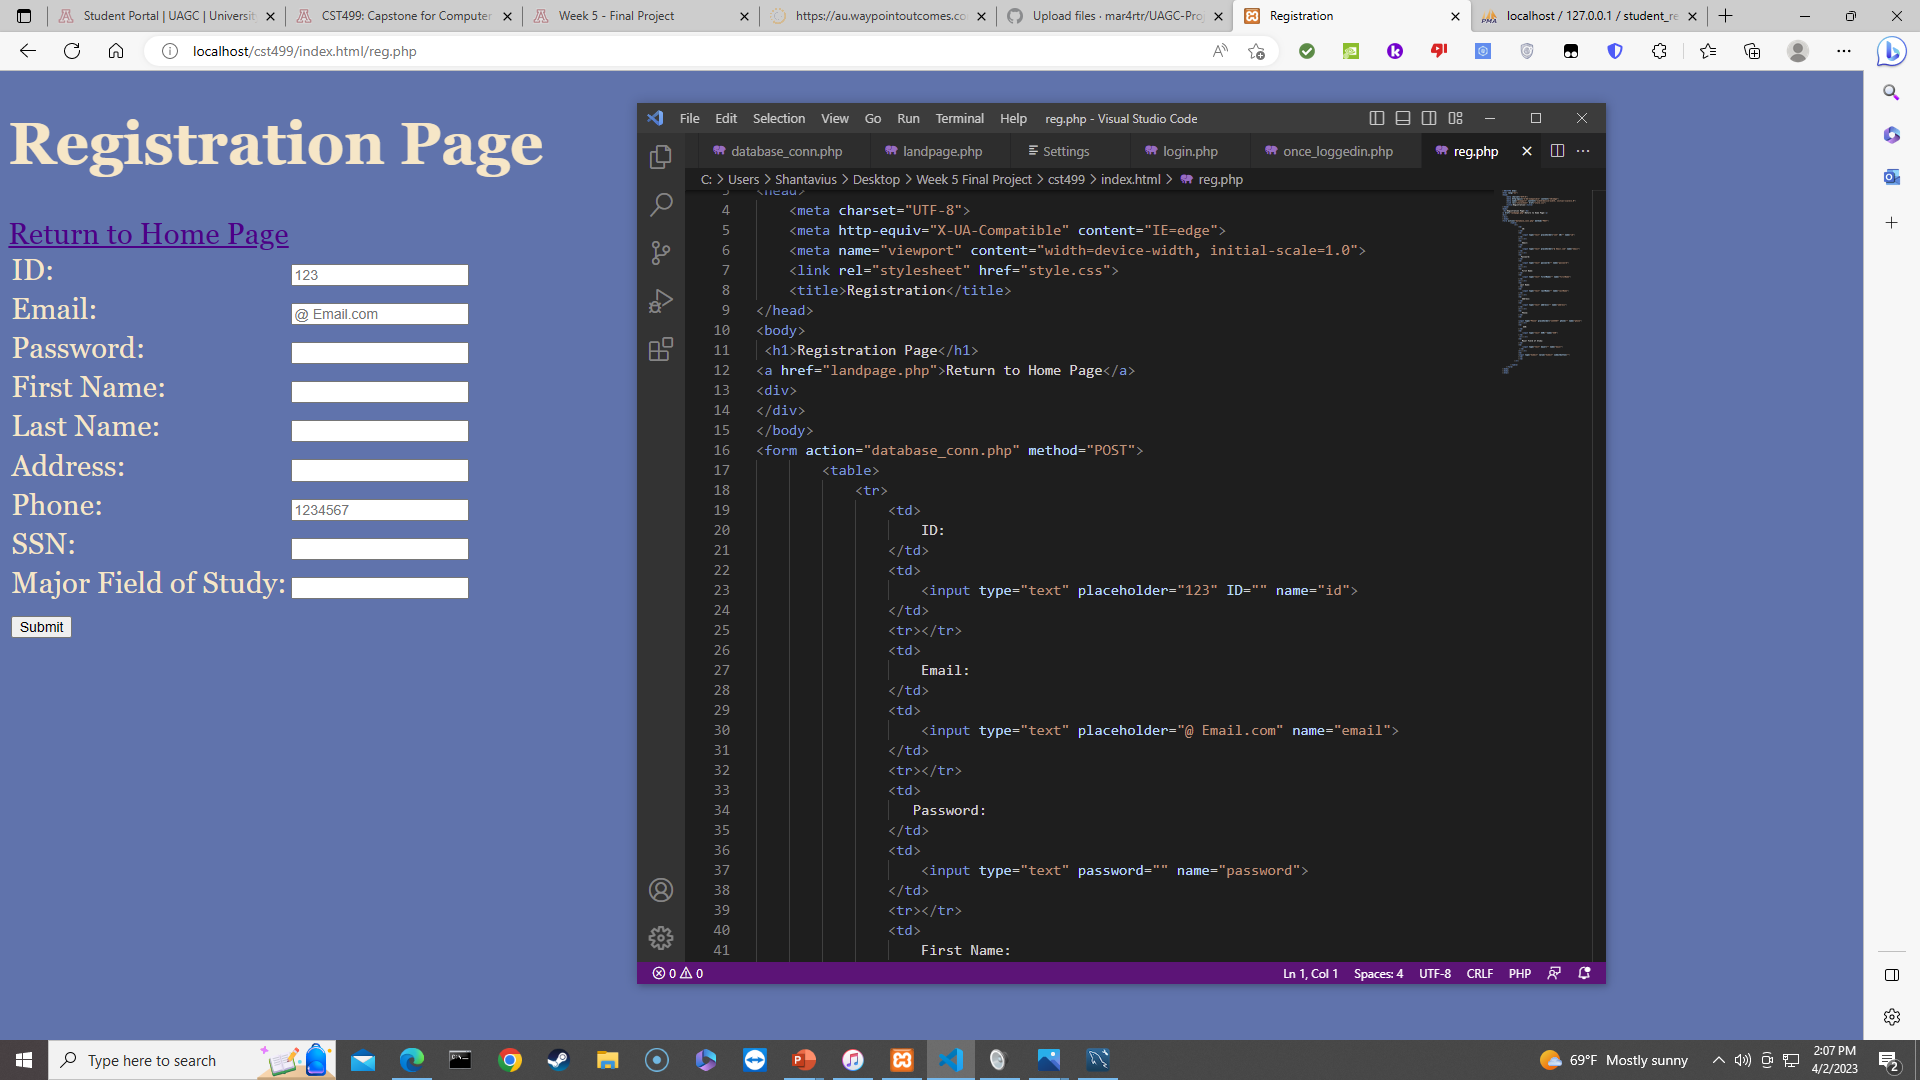 Student Portal | UAGC | Universit
CST499: Capstone for Computer
Week 5 - Final Project
https://au.waypointoutcomes.co
Upload files · mar4rtr/UAGC-Proj
Registration
localhost / 127.0.0.1 / student_re
localhost/cst499/index.html/reg.php
Registration Page
Return to Home Page
ID:
123
Email:
@ Email.com
Password:
First Name:
Last Name:
Address:
Phone:
1234567
SSN:
Major Field of Study:
Submit
File Edit Selection View Go Run Terminal Help reg.php - Visual Studio Code
database_conn.php landpage.php Settings login.php once_loggedin.php reg.php
C: > Users > Shantavius > Desktop > Week 5 Final Project > cst499 > index.html > reg.php
3 <head>
4 <meta charset="UTF-8">
5 <meta http-equiv="X-UA-Compatible" content="IE=edge">
6 <meta name="viewport" content="width=device-width, initial-scale=1.0">
7 <link rel="stylesheet" href="style.css">
8 <title>Registration</title>
9 </head>
10 <body>
11 <h1>Registration Page</h1>
12 <a href="landpage.php">Return to Home Page</a>
13 <div>
14 </div>
15 </body>
16 <form action="database_conn.php" method="POST">
17 <table>
18 <tr>
19 <td>
20 ID:
21 </td>
22 <td>
23 <input type="text" placeholder="123" ID="" name="id">
24 </td>
25 <tr></tr>
26 <td>
27 Email:
28 </td>
29 <td>
30 <input type="text" placeholder="@ Email.com" name="email">
31 </td>
32 <tr></tr>
33 <td>
34 Password:
35 </td>
36 <td>
37 <input type="text" password="" name="password">
38 </td>
39 <tr></tr>
40 <td>
41 First Name:
0 0
Ln 1, Col 1 Spaces: 4 UTF-8 CRLF PHP
Type here to search
69°F Mostly sunny
2:07 PM
4/2/2023
2